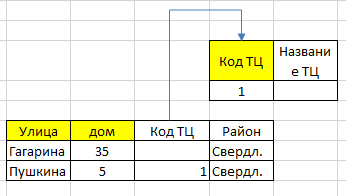 Код ТЦ Названи
е ТЦ
1
Улица дом Код ТЦ Район
Гагарина 35 Свердл.
Пушкина 5 1 Свердл.